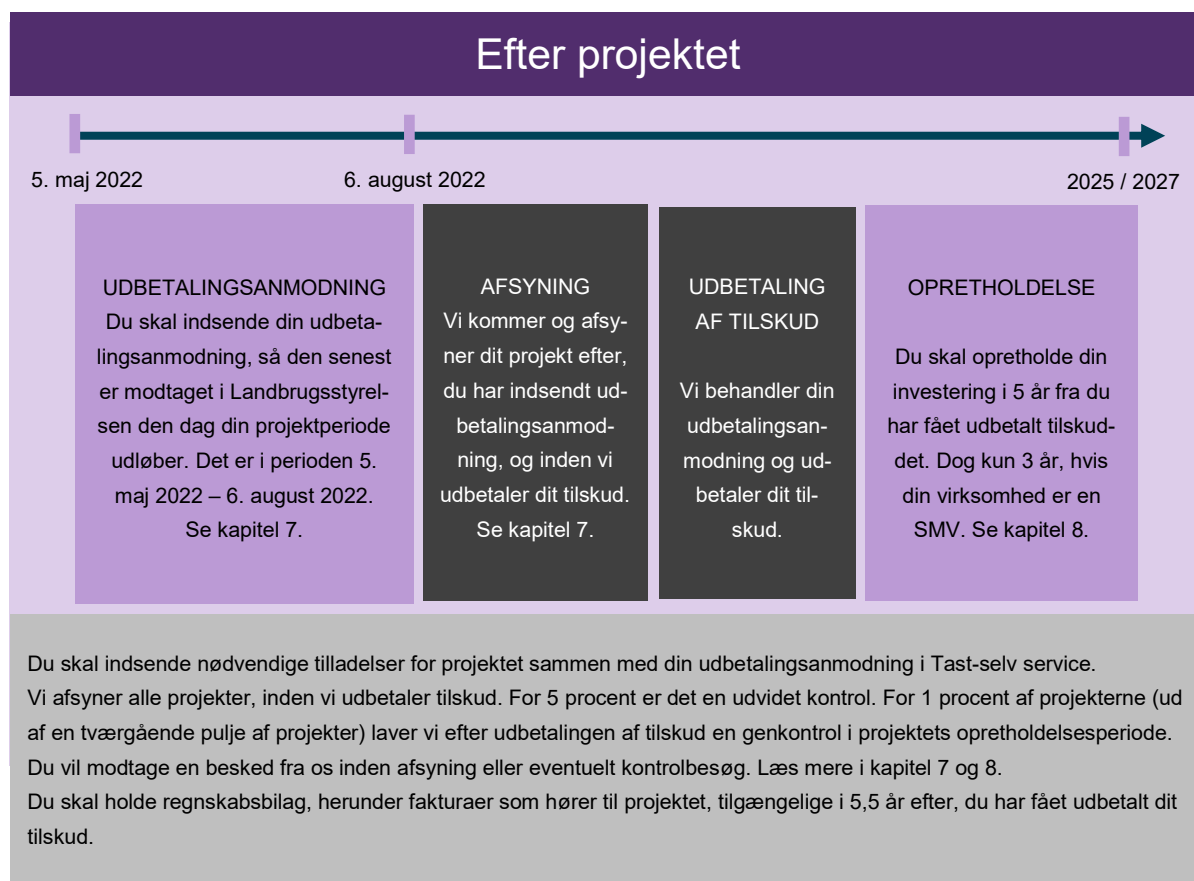 Efter projektet
5. maj 2022
6. august 2022
2025 / 2027
UDBETALINGSANMODNING
Du skal indsende din udbeta-
lingsanmodning, så den senest
er modtaget i Landbrugsstyrel-
sen den dag din projektperiode
udløber. Det er i perioden 5.
maj 2022 – 6. august 2022.
Se kapitel 7.
AFSYNING
Vi kommer og afsy-
ner dit projekt efter,
du har indsendt ud-
betalingsanmod-
ning, og inden vi
udbetaler dit tilskud.
Se kapitel 7.
UDBETALING
AF TILSKUD
Vi behandler din
udbetalingsan-
modning og ud-
betaler dit til-
skud.
OPRETHOLDELSE
Du skal opretholde din
investering i 5 år fra du
har fået udbetalt tilskud-
det. Dog kun 3 år, hvis
din virksomhed er en
SMV. Se kapitel 8.
Du skal indsende nødvendige tilladelser for projektet sammen med din udbetalingsanmodning i Tast-selv service.
Vi afsyner alle projekter, inden vi udbetaler tilskud. For 5 procent er det en udvidet kontrol. For 1 procent af projekterne (ud
af en tværgående pulje af projekter) laver vi efter udbetalingen af tilskud en genkontrol i projektets opretholdelsesperiode.
Du vil modtage en besked fra os inden afsyning eller eventuelt kontrolbesøg. Læs mere i kapitel 7 og 8.
Du skal holde regnskabsbilag, herunder fakturaer som hører til projektet, tilgængelige i 5,5 år efter, du har fået udbetalt dit
tilskud.